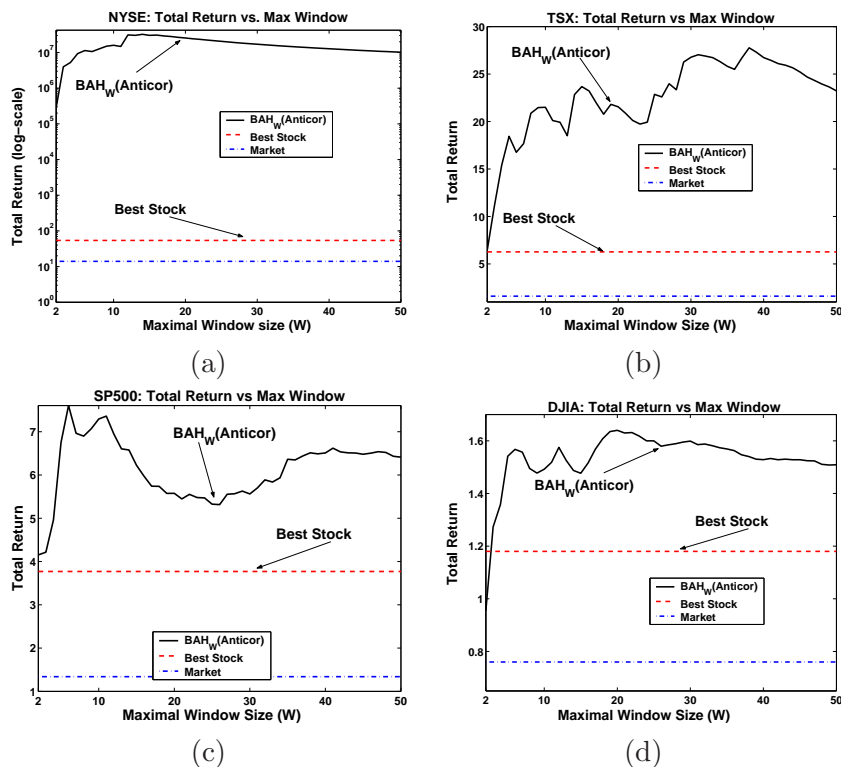 NYSE: Total Return vs. Max Window
Total Return (log−scale)
10^7
10^6
10^5
10^4
10^3
10^2
10^1
10^0
BAH_W(Anticor)
BAH_W(Anticor)
Best Stock
Market
Best Stock
2 10 20 30 40 50
Maximal Window size (W)
(a)
TSX: Total Return vs Max Window
Total Return
30
25
20
15
10
5
BAH_W(Anticor)
BAH_W(Anticor)
Best Stock
Market
Best Stock
2 10 20 30 40 50
Maximal Window Size (W)
(b)
SP500: Total Return vs Max Window
Total Return
7
6
5
4
3
2
1
BAH_W(Anticor)
Best Stock
BAH_W(Anticor)
Best Stock
Market
2 10 20 30 40 50
Maximal Window Size (W)
(c)
DJIA: Total Return vs Max Window
Total Return
1.6
1.4
1.2
1
0.8
BAH_W(Anticor)
Best Stock
BAH_W(Anticor)
Best Stock
Market
2 10 20 30 40 50
Maximal Window Size (W)
(d)